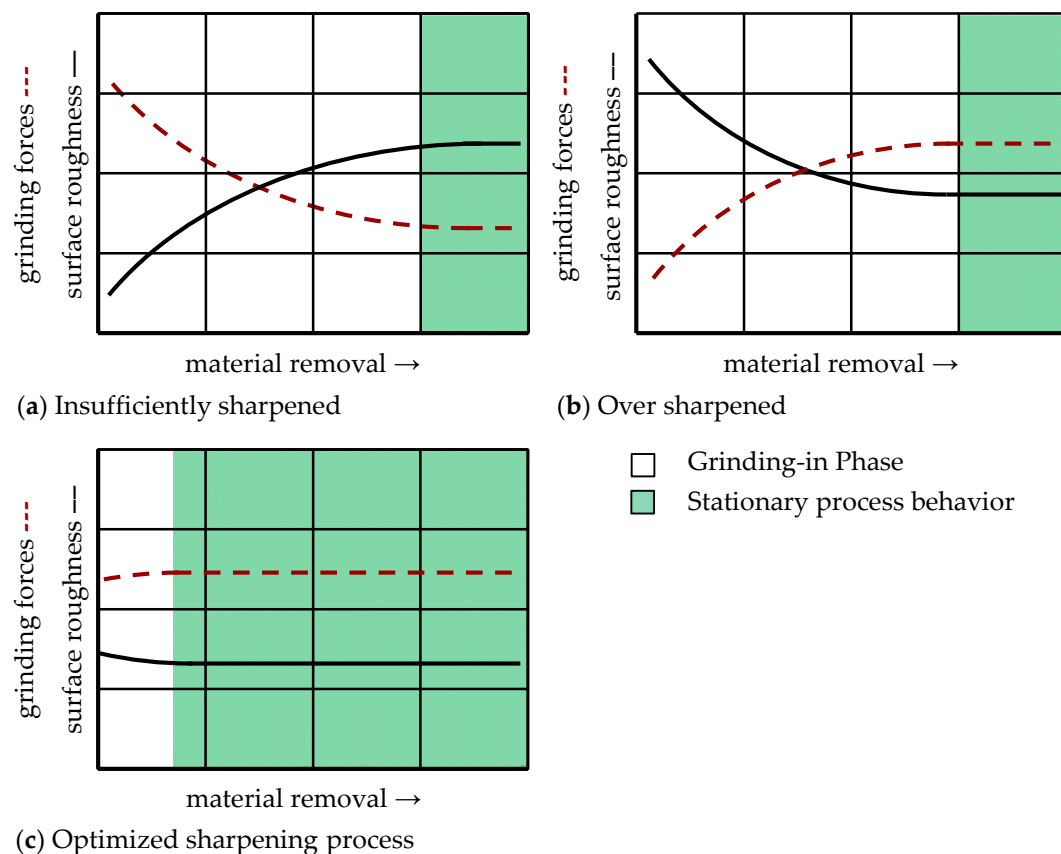 grinding forces ----
surface roughness —
material removal →
(a) Insufficiently sharpened
grinding forces ----
surface roughness —
material removal →
(b) Over sharpened
grinding forces ----
surface roughness —
material removal →
(c) Optimized sharpening process
Grinding-in Phase
Stationary process behavior